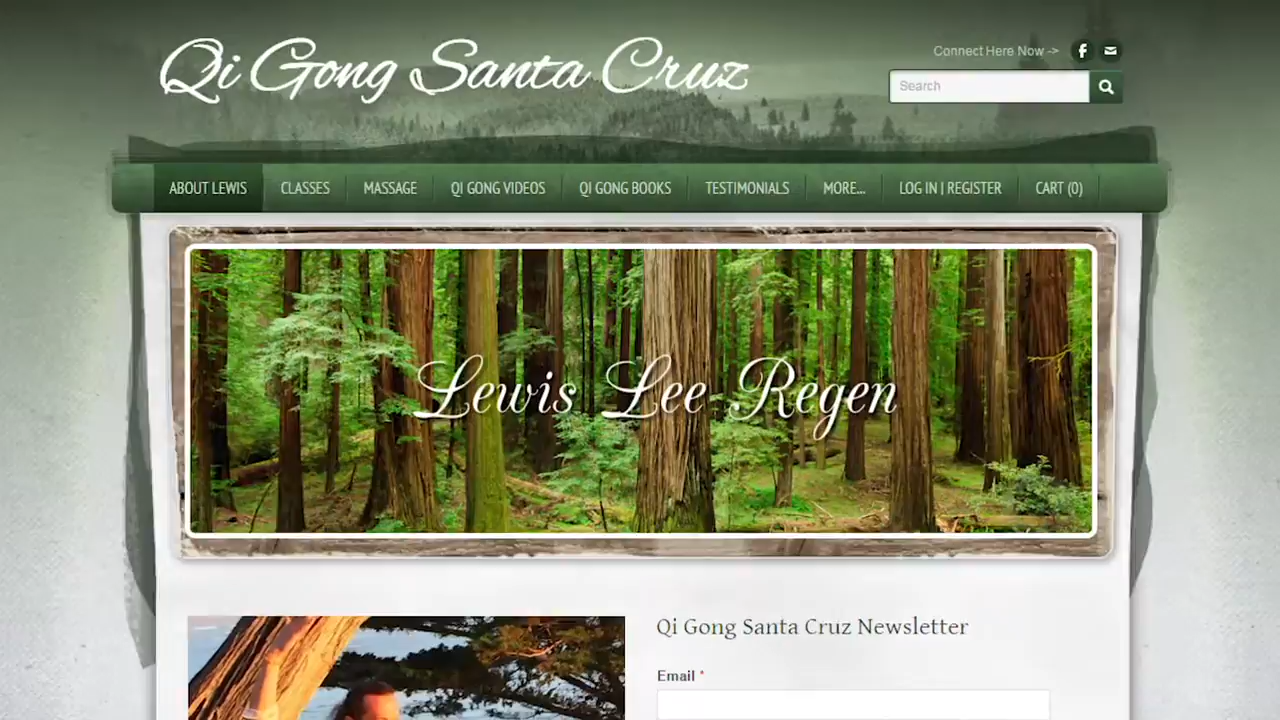 Qi Gong Santa Cruz
Connect Here Now ->
Search
ABOUT LEWIS CLASSES MASSAGE QI GONG VIDEOS QI GONG BOOKS TESTIMONIALS MORE... LOG IN | REGISTER CART (0)
Lewis Lee Regen
Qi Gong Santa Cruz Newsletter
Email *